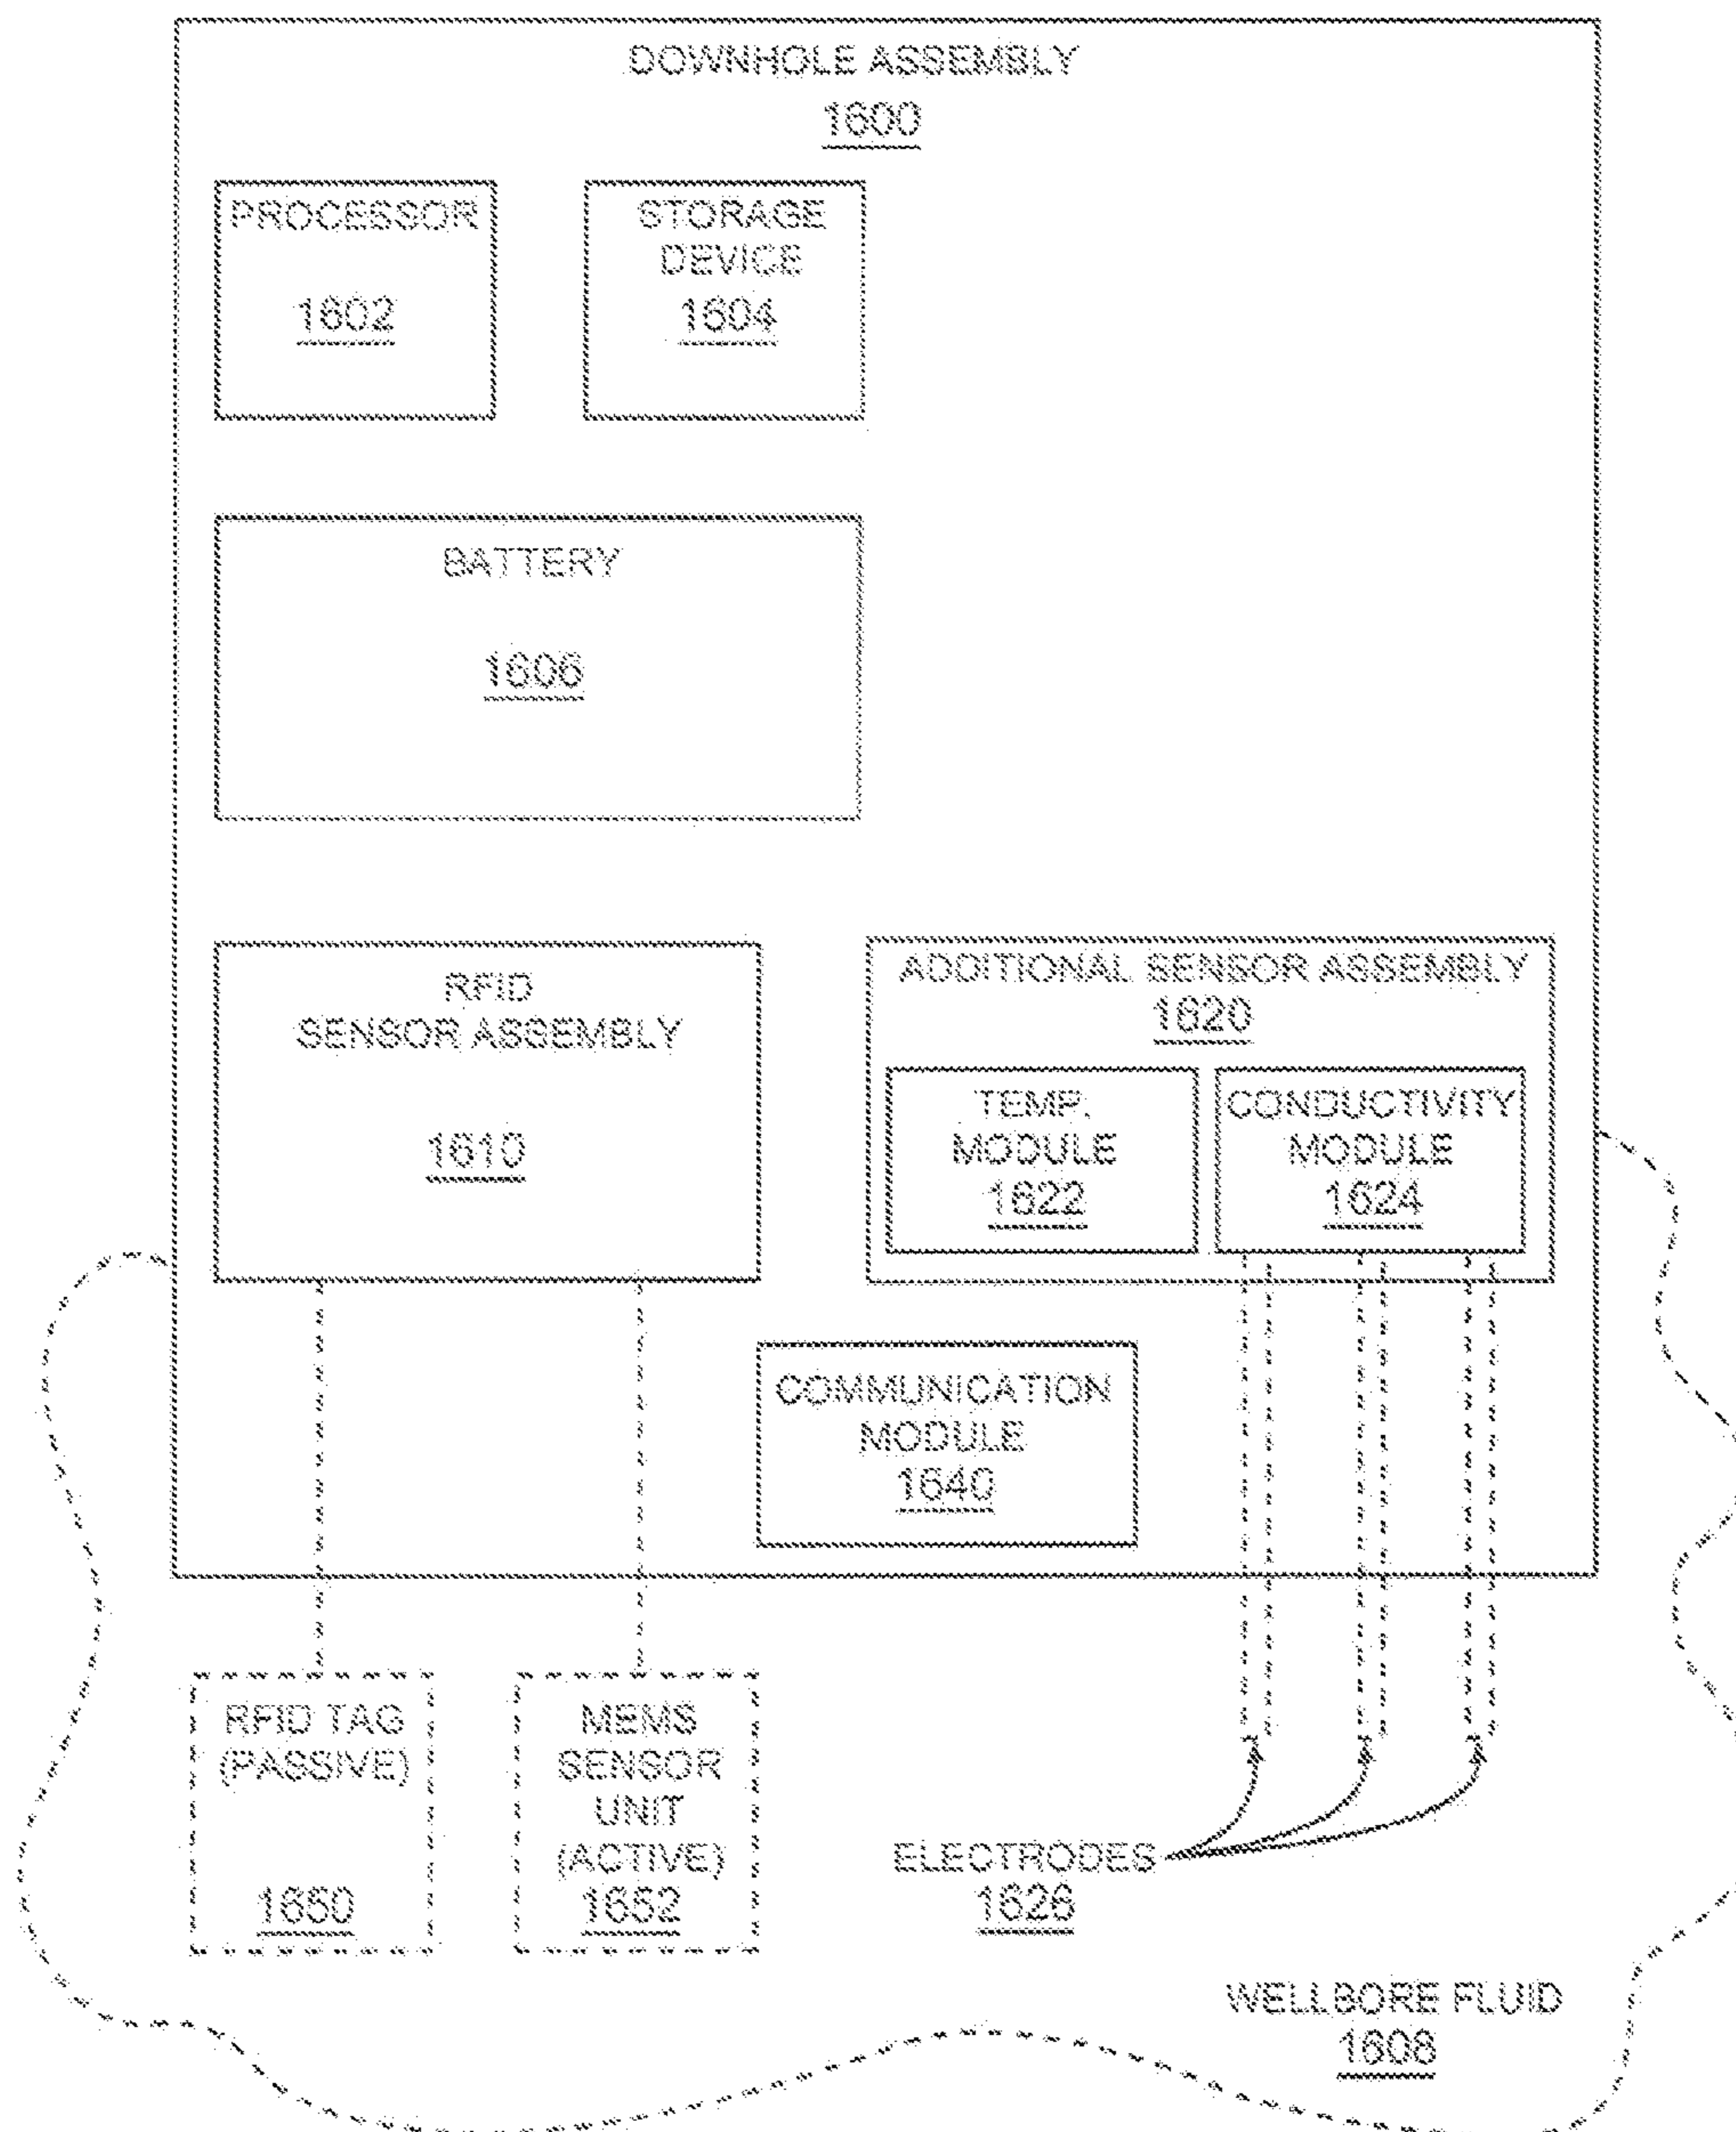 DOWNHOLE ASSEMBLY
1600
PROCESSOR
1602
STORAGE
DEVICE
1604
BATTERY
1606
RFID
SENSOR ASSEMBLY
1610
ADDITIONAL SENSOR ASSEMBLY
1620
TEMP.
MODULE
1622
CONDUCTIVITY
MODULE
1624
COMMUNICATION
MODULE
1640
RFID TAG
(PASSIVE)
1650
MEMS
SENSOR
UNIT
(ACTIVE)
1652
ELECTRODES
1626
WELLBORE FLUID
1608